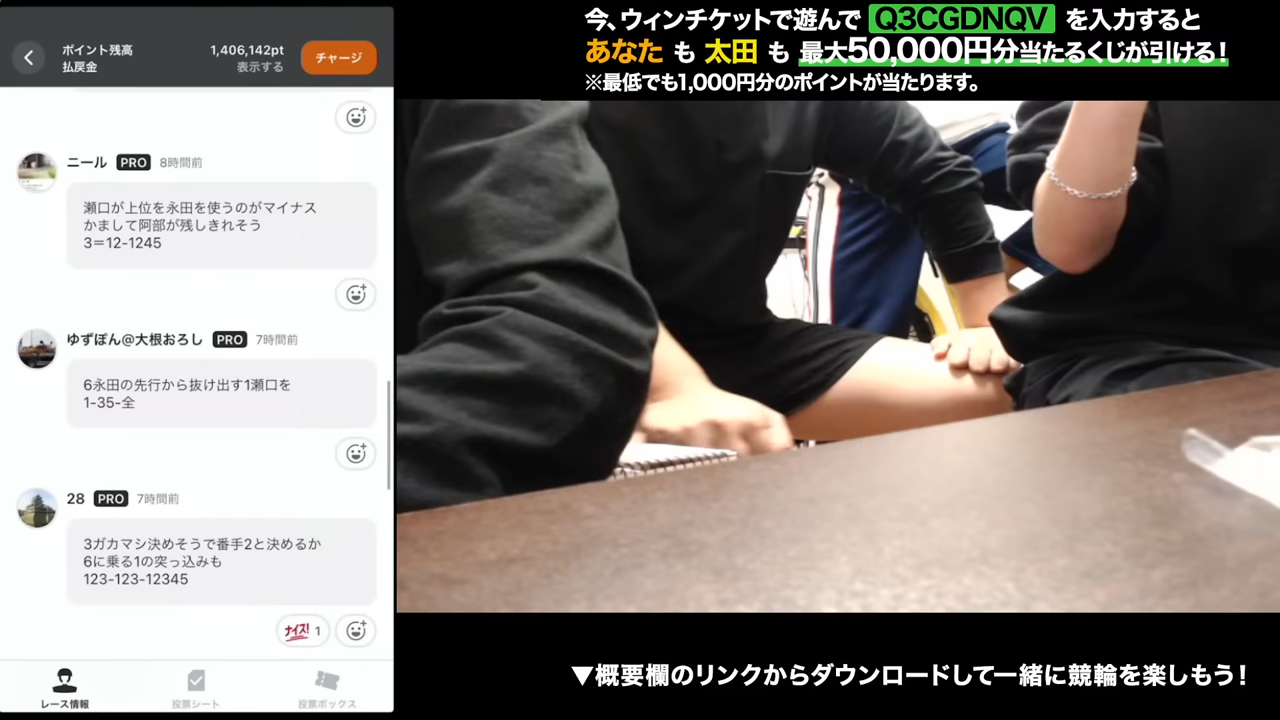 今、ウィンチケットで遊んで Q3CGDNQV を入力すると
あなた も 太田 も 最大50,000円分当たるくじが引ける!
※最低でも1,000円分のポイントが当たります。
ポイント残高 1,406,142pt
払戻金 表示する
チャージ
ニール PRO 8時間前
瀬口が上位を永田を使うのがマイナス
かまして阿部が残しきれそう
3＝12-1245
ゆずぽん@大根おろし PRO 7時間前
6永田の先行から抜け出す1瀬口を
1-35-全
28 PRO 7時間前
3ガカマシ決めそうで番手2と決めるか
6に乗る1の突っ込みも
123-123-12345
ナイス! 1
レース情報 投票シート 投票ボックス
▼概要欄のリンクからダウンロードして一緒に競輪を楽しもう!